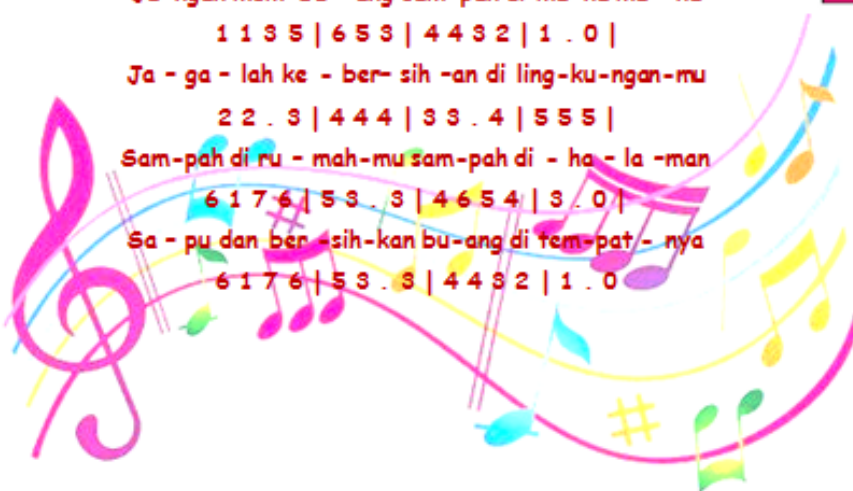 1 1 3 5 | 6 5 3 | 4 4 3 2 | 1 . 0 |
Ja - ga - lah ke - ber- sih -an di ling-ku-ngan-mu
2 2 . 3 | 4 4 4 | 3 3 . 4 | 5 5 5 |
Sam-pah di ru - mah-mu sam-pah di - ha - la -man
6 1 7 6 | 5 3 . 3 | 4 6 5 4 | 3 . 0 |
Sa - pu dan ber -sih-kan bu-ang di tem-pat - nya
6 1 7 6 | 5 3 . 3 | 4 4 3 2 | 1 . 0